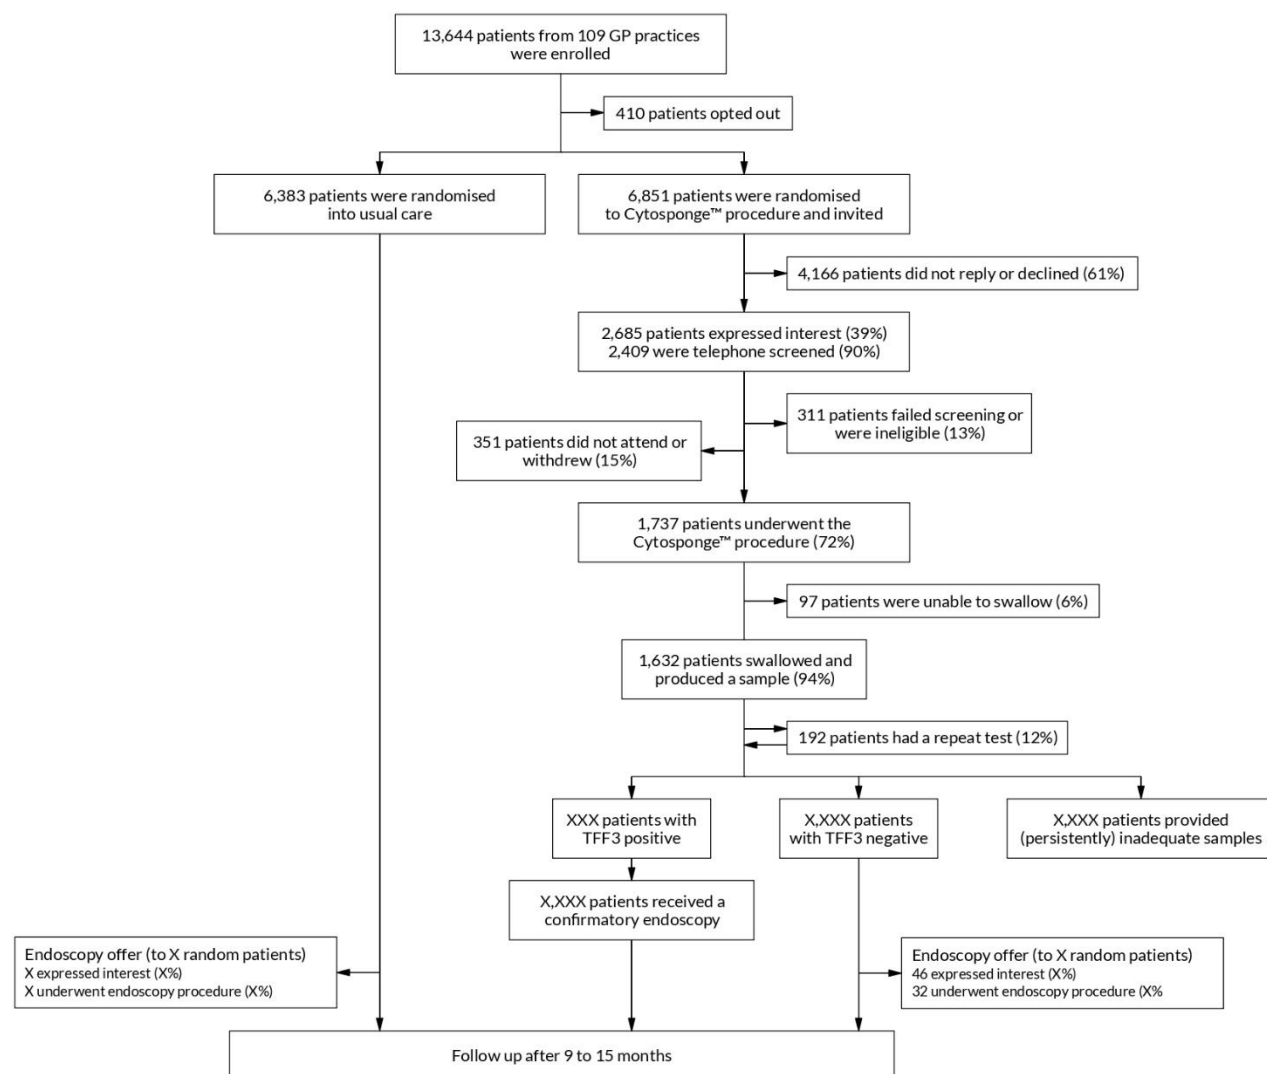 13,644 patients from 109 GP practices
were enrolled
410 patients opted out
6,383 patients were randomised
into usual care
6,851 patients were randomised
to Cytosponge™ procedure and invited
4,166 patients did not reply or declined (61%)
2,685 patients expressed interest (39%)
2,409 were telephone screened (90%)
311 patients failed screening or
were ineligible (13%)
351 patients did not attend or
withdrew (15%)
1,737 patients underwent the
Cytosponge™ procedure (72%)
97 patients were unable to swallow (6%)
1,632 patients swallowed and
produced a sample (94%)
192 patients had a repeat test (12%)
XXX patients with
TFF3 positive
X,XXX patients
with TFF3 negative
X,XXX patients provided
(persistently) inadequate samples
X,XXX patients received a
confirmatory endoscopy
Endoscopy offer (to X random patients)
X expressed interest (X%)
X underwent endoscopy procedure (X%)
Endoscopy offer (to X random patients)
46 expressed interest (X%)
32 underwent endoscopy procedure (X%
Follow up after 9 to 15 months